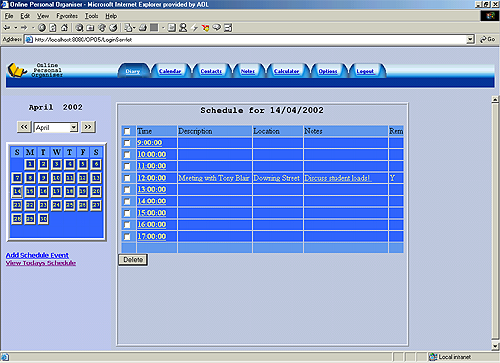 Online Personal Organiser - Microsoft Internet Explorer provided by AOL
File Edit View Favorites Tools Help
Address http://localhost:8080/OPOS/LoginServlet Go
Online
Personal
Organiser
Diary Calendar Contacts Notes Calculator Options Logout
April 2002
<< April >>
S M T W T F S
1 2 3 4 5 6
7 8 9 10 11 12 13
14 15 16 17 18 19 20
21 22 23 24 25 26 27
28 29 30
Add Schedule Event
View Todays Schedule
Schedule for 14/04/2002
Time Description Location Notes Rem
9:00:00
10:00:00
11:00:00
12:00:00 Meeting with Tony Blair Downing Street Discuss student loads! Y
13:00:00
14:00:00
15:00:00
16:00:00
17:00:00
Delete
Local intranet